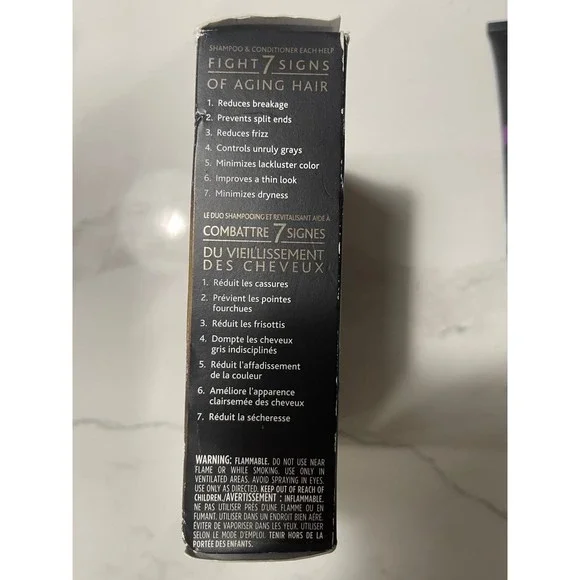 SHAMPOO & CONDITIONER EACH HELP
FIGHT 7 SIGNS
OF AGING HAIR
1. Reduces breakage
2. Prevents split ends
3. Reduces frizz
4. Controls unruly grays
5. Minimizes lackluster color
6. Improves a thin look
7. Minimizes dryness
LE DUO SHAMPOOING ET REVITALISANT AIDE À
COMBATTRE 7 SIGNES
DU VIEILLISSEMENT
DES CHEVEUX
1. Réduit les cassures
2. Prévient les pointes
fourchues
3. Réduit les frisottis
4. Dompte les cheveux
gris indisciplinés
5. Réduit l'affadissement
de la couleur
6. Améliore l'apparence
clairsemée des cheveux
7. Réduit la sécheresse
WARNING: FLAMMABLE. DO NOT USE NEAR
FLAME OR WHILE SMOKING. USE ONLY IN
VENTILATED AREAS. AVOID SPRAYING IN EYES.
USE ONLY AS DIRECTED. KEEP OUT OF REACH OF
CHILDREN./AVERTISSEMENT : INFLAMMABLE.
NE PAS UTILISER PRÈS D'UNE FLAMME OU EN
FUMANT. UTILISER DANS UN ENDROIT BIEN AÉRÉ.
ÉVITER DE VAPORISER DANS LES YEUX. UTILISER
SELON LE MODE D'EMPLOI. TENIR HORS DE LA
PORTÉE DES ENFANTS.